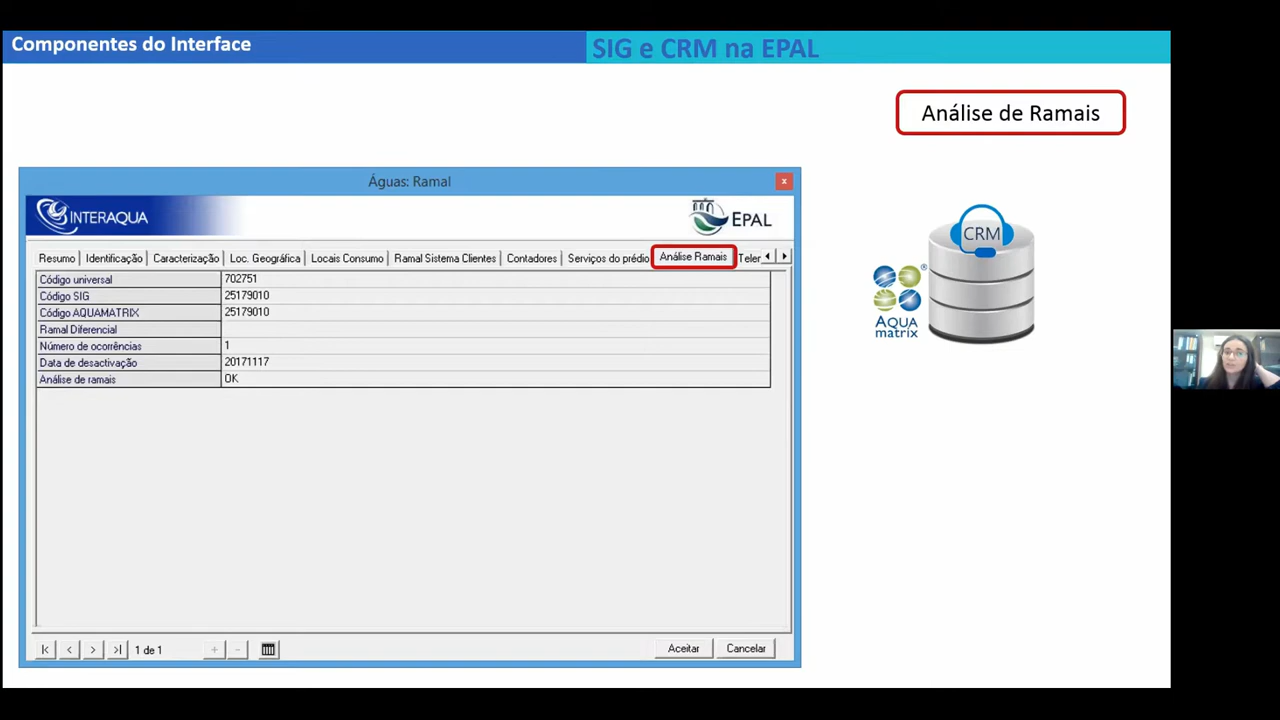 Componentes do Interface
SIG e CRM na EPAL
Análise de Ramais
Águas: Ramal
x
INTERAQUA
EPAL
Resumo Identificação Caracterização Loc. Geográfica Locais Consumo Ramal Sistema Clientes Contadores Serviços do prédio Análise Ramais
Código universal 702751
Código SIG 25179010
Código AQUAMATRIX 25179010
Ramal Diferencial
Número de ocorrências 1
Data de desactivação 20171117
Análise de ramais OK
1 de 1
Aceitar Cancelar
CRM
AQUA
matrix